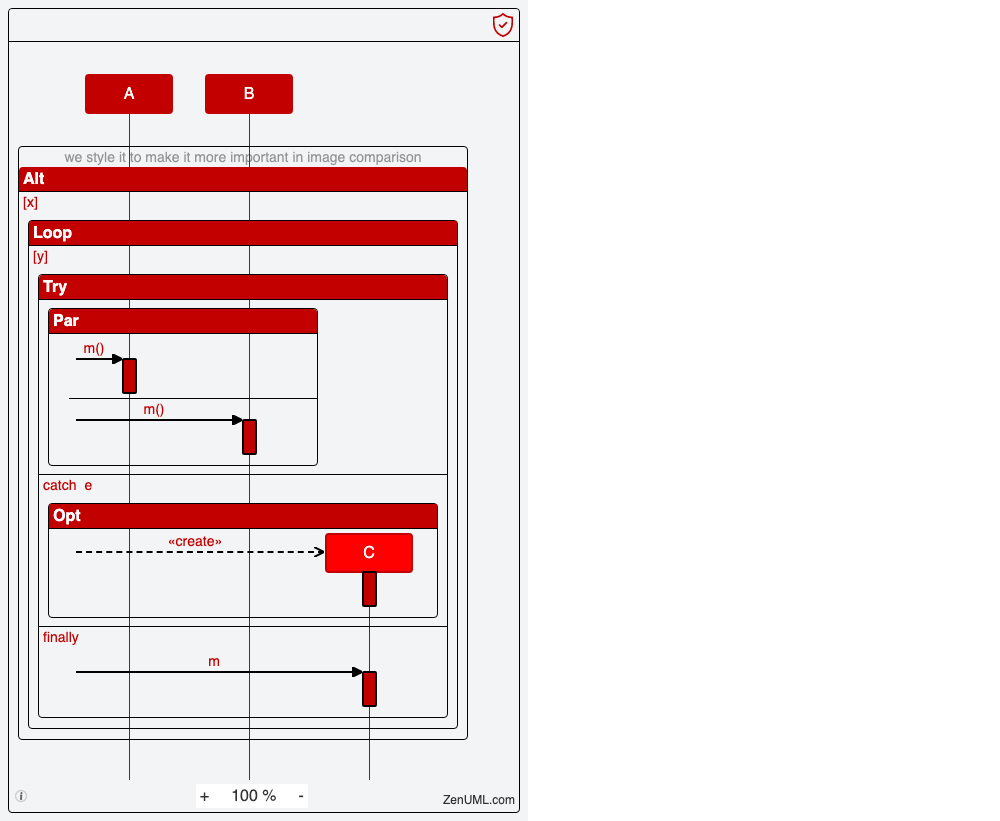 A B
we style it to make it more important in image comparison
Alt
[x]
Loop
[y]
Try
Par
m()
m()
catch e
Opt
«create»
C
finally
m
+ 100 % -
ZenUML.com